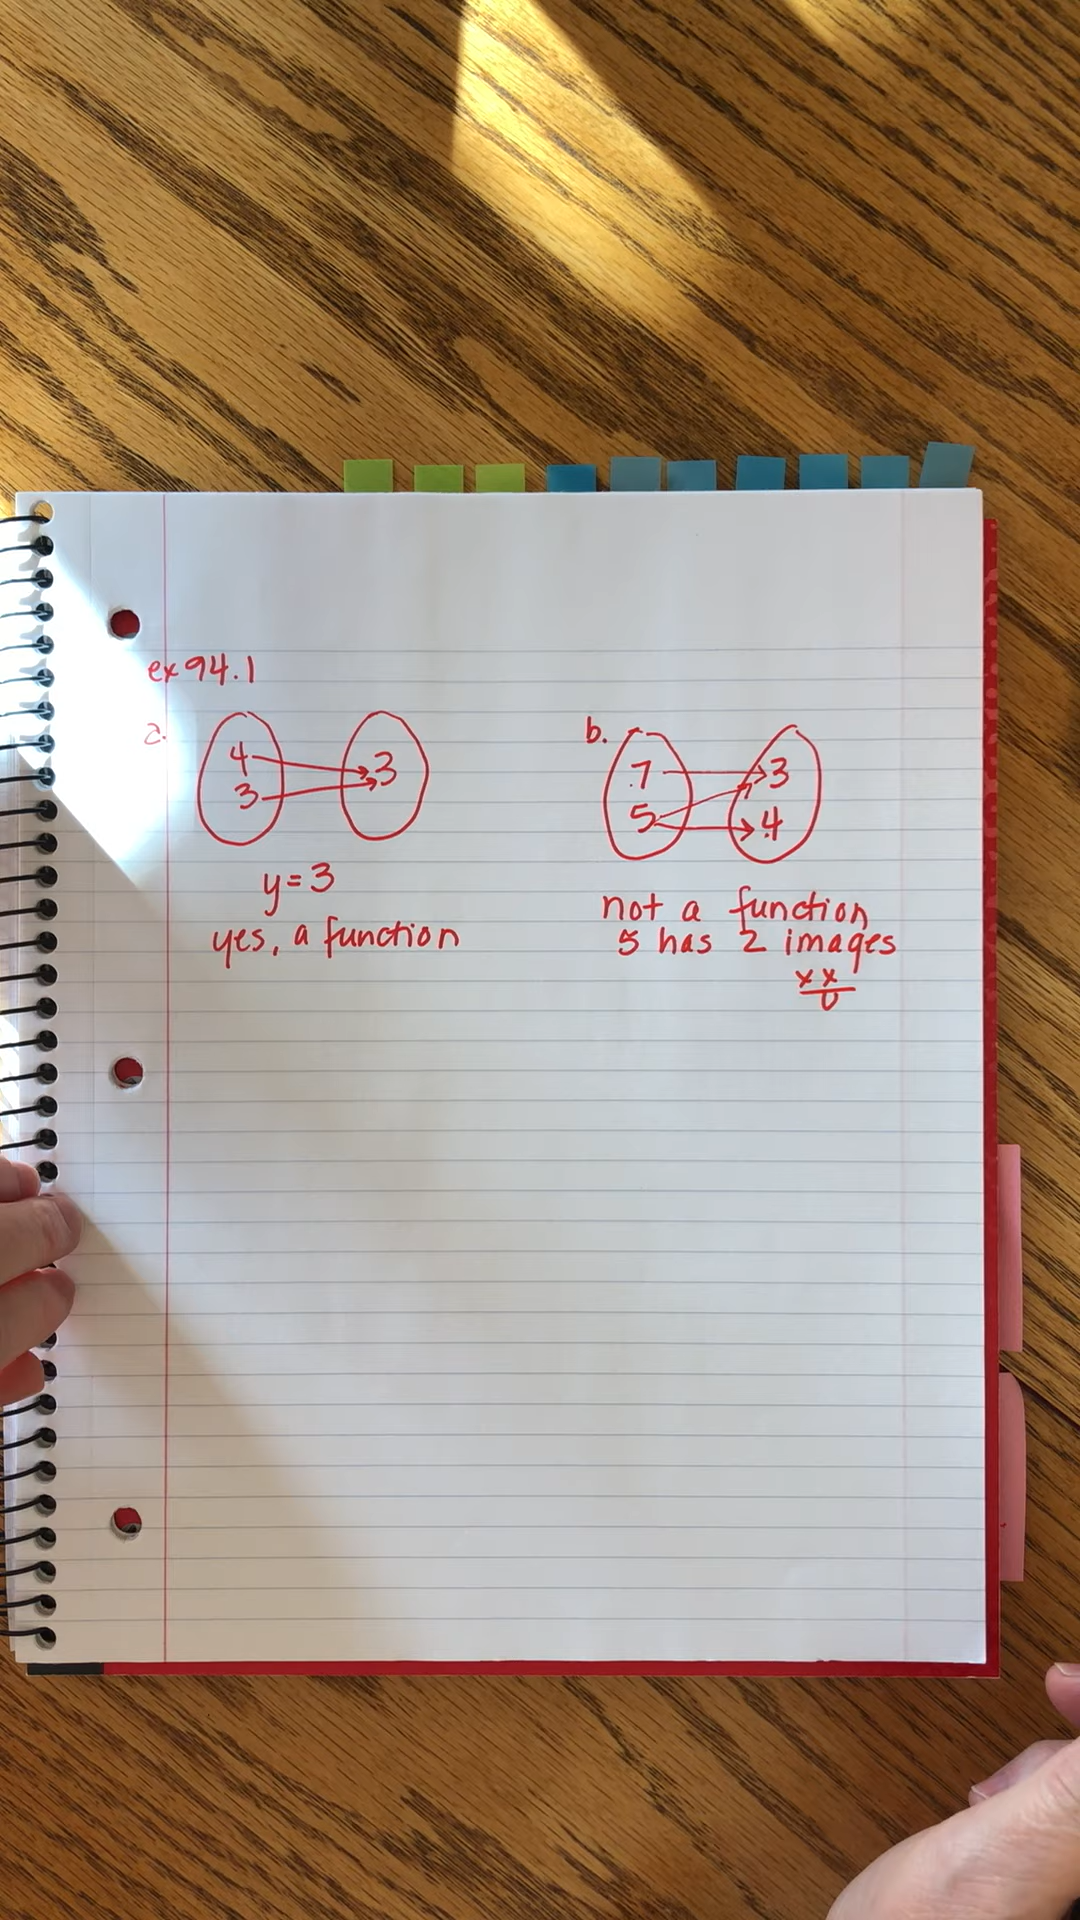 ex 94.1
a.
4 3
3
y = 3
yes, a function
b.
7 3
5 4
not a function
5 has 2 images
x x
0